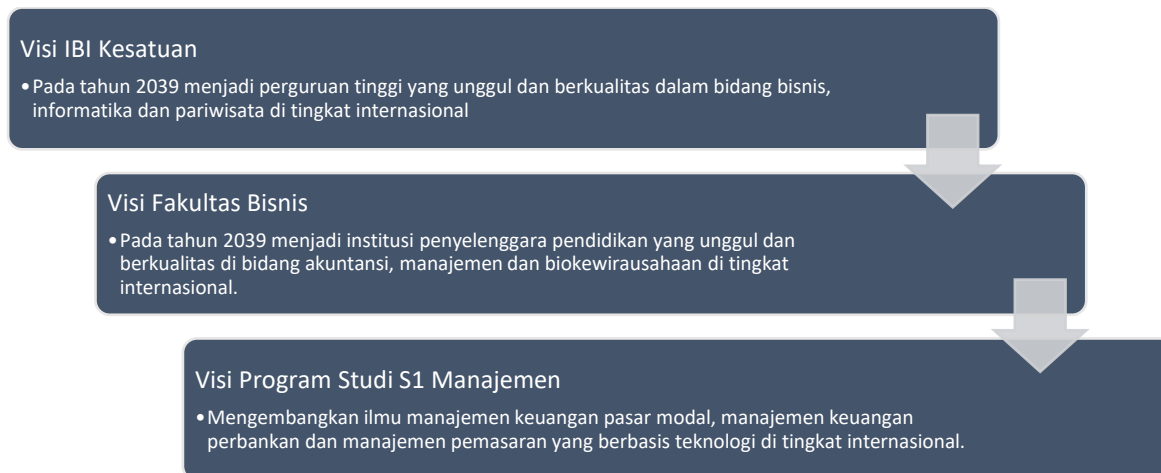 Visi IBI Kesatuan
•Pada tahun 2039 menjadi perguruan tinggi yang unggul dan berkualitas dalam bidang bisnis,
informatika dan pariwisata di tingkat internasional
Visi Fakultas Bisnis
•Pada tahun 2039 menjadi institusi penyelenggara pendidikan yang unggul dan
berkualitas di bidang akuntansi, manajemen dan biokewirausahaan di tingkat
internasional.
Visi Program Studi S1 Manajemen
•Mengembangkan ilmu manajemen keuangan pasar modal, manajemen keuangan
perbankan dan manajemen pemasaran yang berbasis teknologi di tingkat internasional.